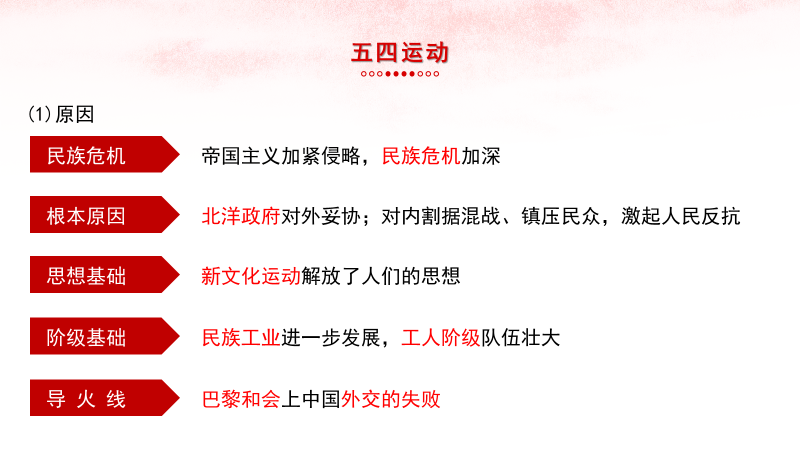 五四运动
(1)原因
民族危机 帝国主义加紧侵略，民族危机加深
根本原因 北洋政府对外妥协；对内割据混战、镇压民众，激起人民反抗
思想基础 新文化运动解放了人们的思想
阶级基础 民族工业进一步发展，工人阶级队伍壮大
导 火 线 巴黎和会上中国外交的失败